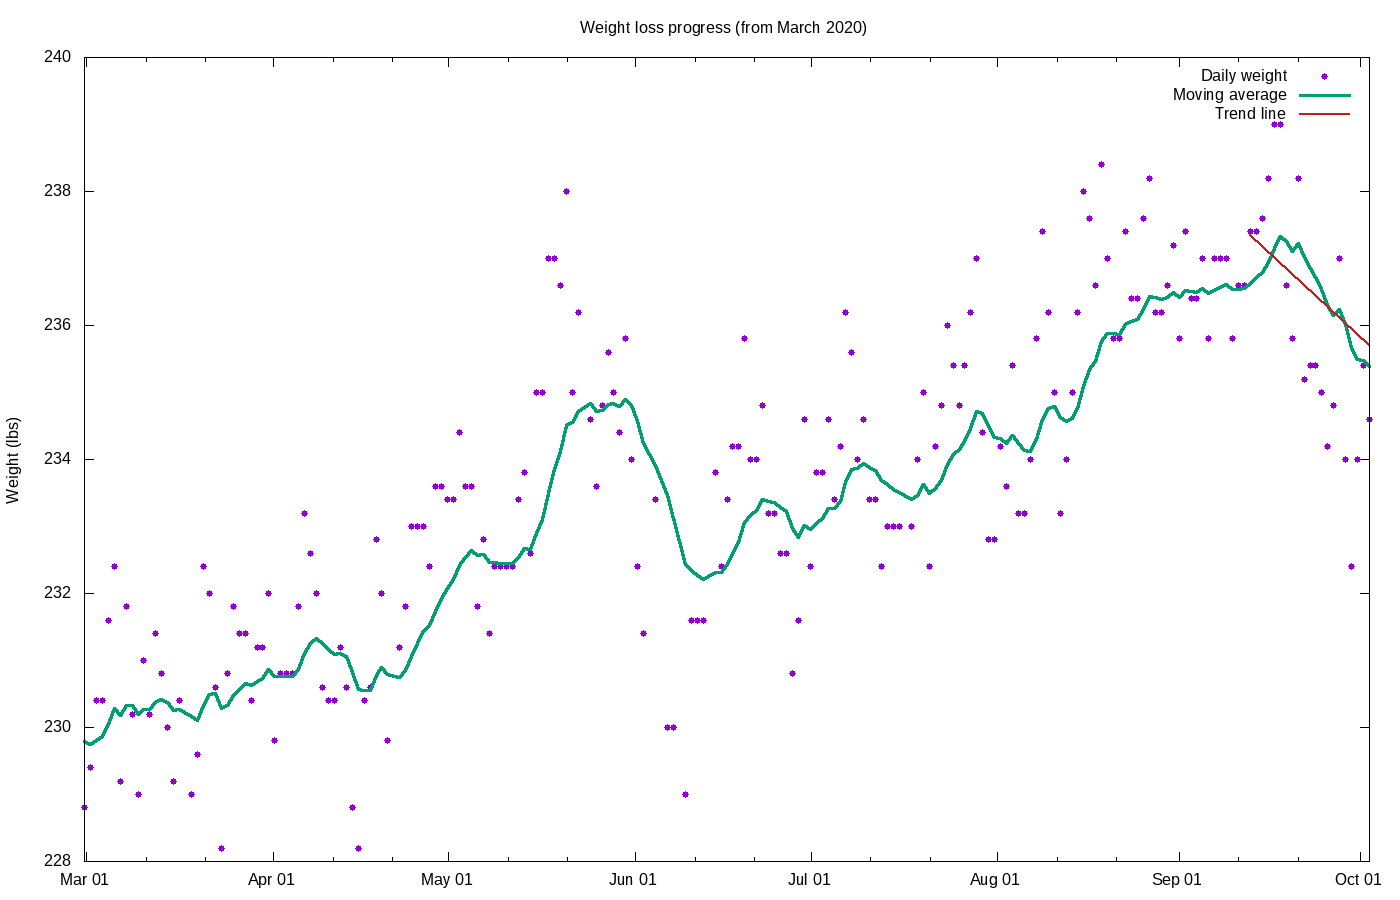 Weight loss progress (from March 2020)
240
238
236
234
232
230
228
Weight (lbs)
Daily weight
Moving average
Trend line
Mar 01
Apr 01
May 01
Jun 01
Jul 01
Aug 01
Sep 01
Oct 01